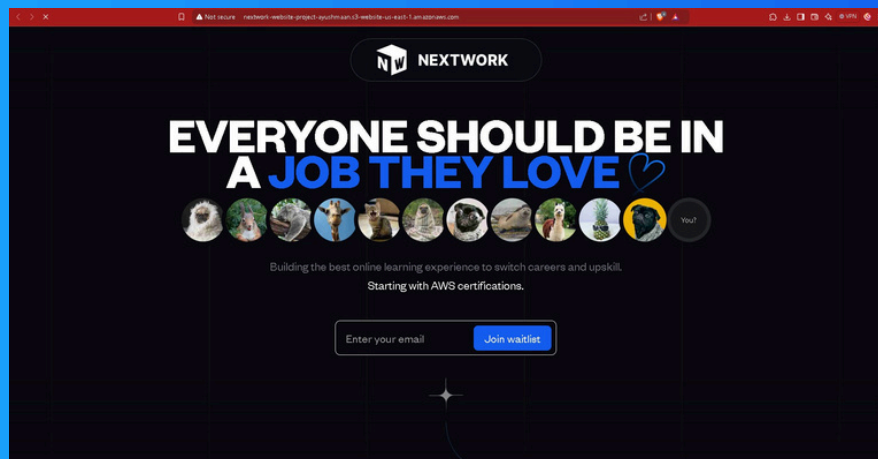 Not secure nextwork-website-project-ayushmaan.s3-website-us-east-1.amazonaws.com
VPN
NW NEXTWORK
EVERYONE SHOULD BE IN
A JOB THEY LOVE
You?
Building the best online learning experience to switch careers and upskill.
Starting with AWS certifications.
Enter your email Join waitlist